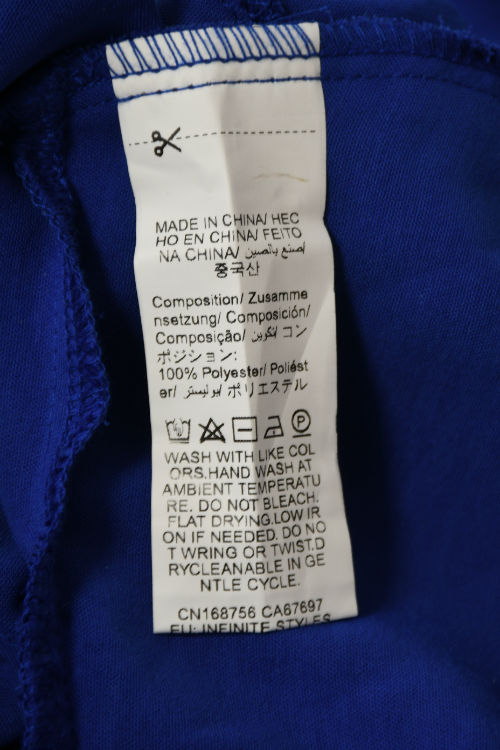 MADE IN CHINA/ HEC
HO EN CHINA/ FEITO
NA CHINA/ صنع بالصين/
중국산
Composition/ Zusamme
nsetzung/ Composición/
Composição/ تكوين/ コン
ポジション:
100% Polyester/ Poliést
er/ بوليستر/ ポリエステル
WASH WITH LIKE COL
ORS.HAND WASH AT
AMBIENT TEMPERATU
RE. DO NOT BLEACH.
FLAT DRYING.LOW IR
ON IF NEEDED. DO NO
T WRING OR TWIST.D
RYCLEANABLE IN GE
NTLE CYCLE.
CN168756 CA67697
EU: INFINITE STYLES